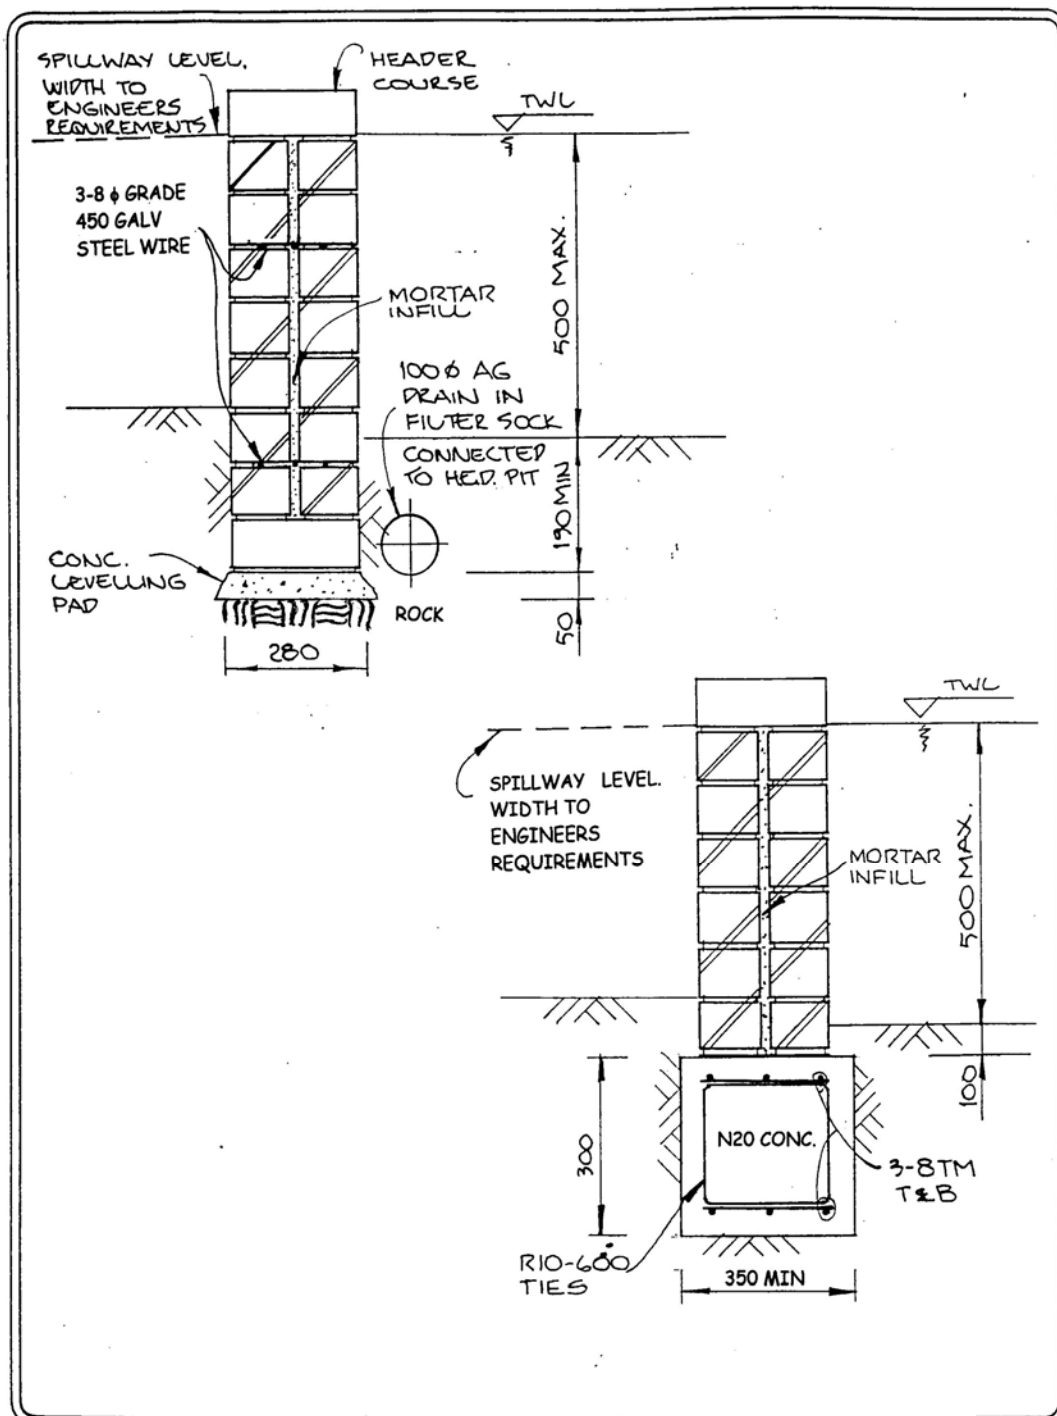 SPILLWAY LEVEL.
WIDTH TO
ENGINEERS
REQUIREMENTS
HEADER
COURSE
TWL
3-8 ϕ GRADE
450 GALV
STEEL WIRE
500 MAX.
MORTAR
INFILL
100 Ø AG
DRAIN IN
FILTER SOCK
CONNECTED
TO HED. PIT
190 MIN
CONC.
LEVELLING
PAD
ROCK
50
280
TWL
SPILLWAY LEVEL.
WIDTH TO
ENGINEERS
REQUIREMENTS
MORTAR
INFILL
500 MAX.
100
300
N20 CONC.
3-8TM
T&B
R10-600
TIES
350 MIN